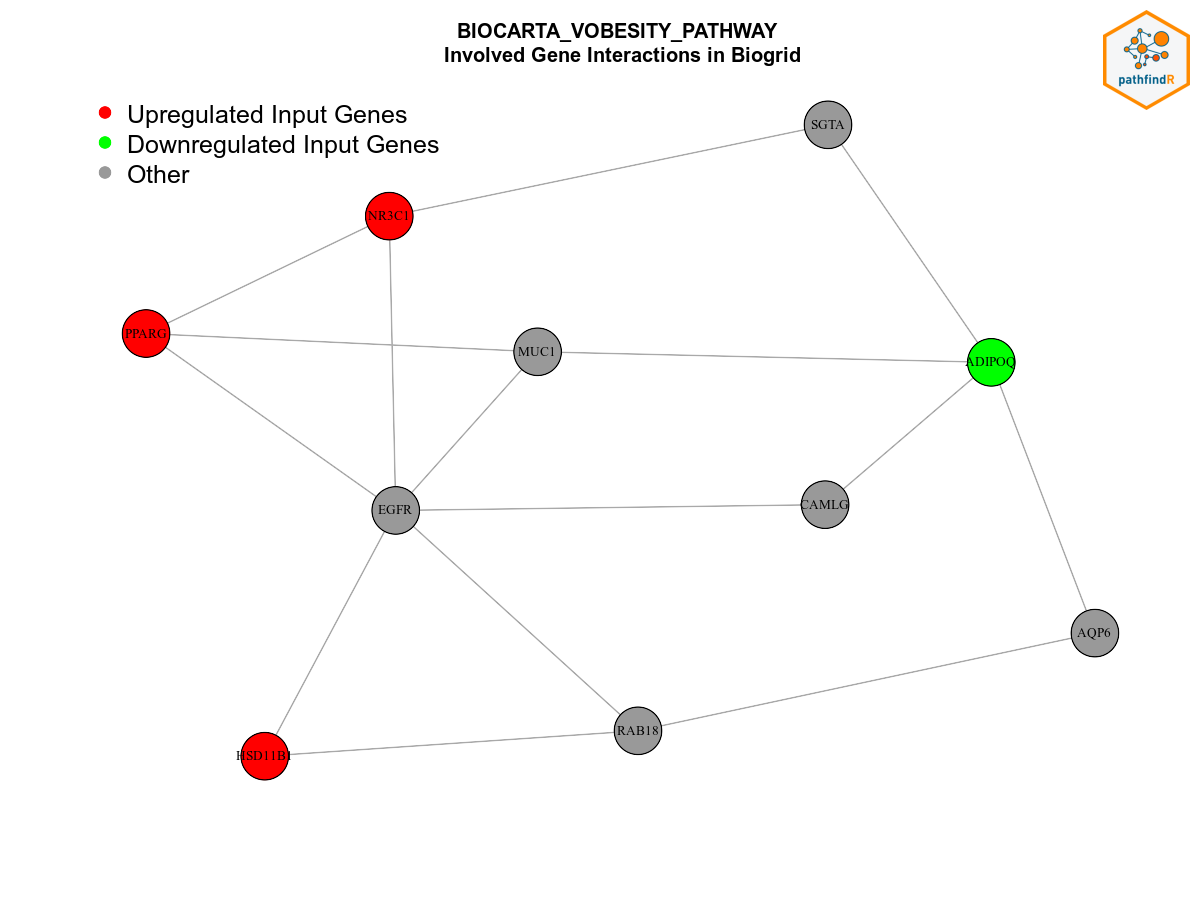 BIOCARTA_VOBESITY_PATHWAY
Involved Gene Interactions in Biogrid
pathfindR
Upregulated Input Genes
Downregulated Input Genes
Other
SGTA
NR3C1
PPARG
MUC1
ADIPOQ
CAMLG
EGFR
AQP6
RAB18
HSD11B1